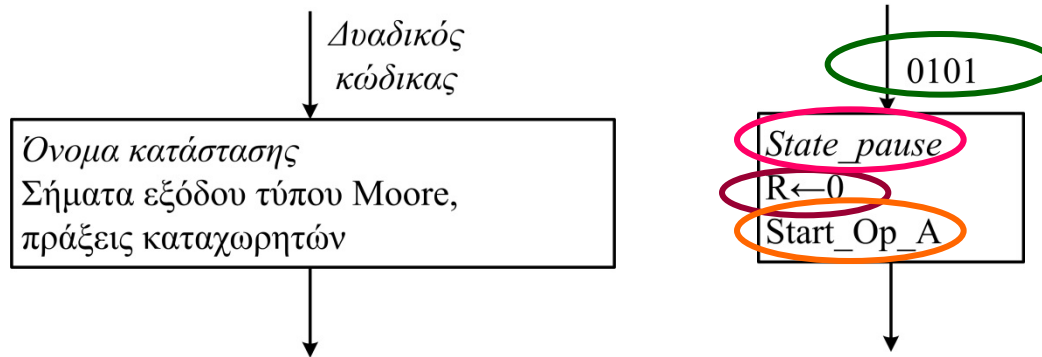 Δυαδικός
κώδικας
Όνομα κατάστασης
Σήματα εξόδου τύπου Moore,
πράξεις καταχωρητών
0101
State_pause
R←0
Start_Op_A